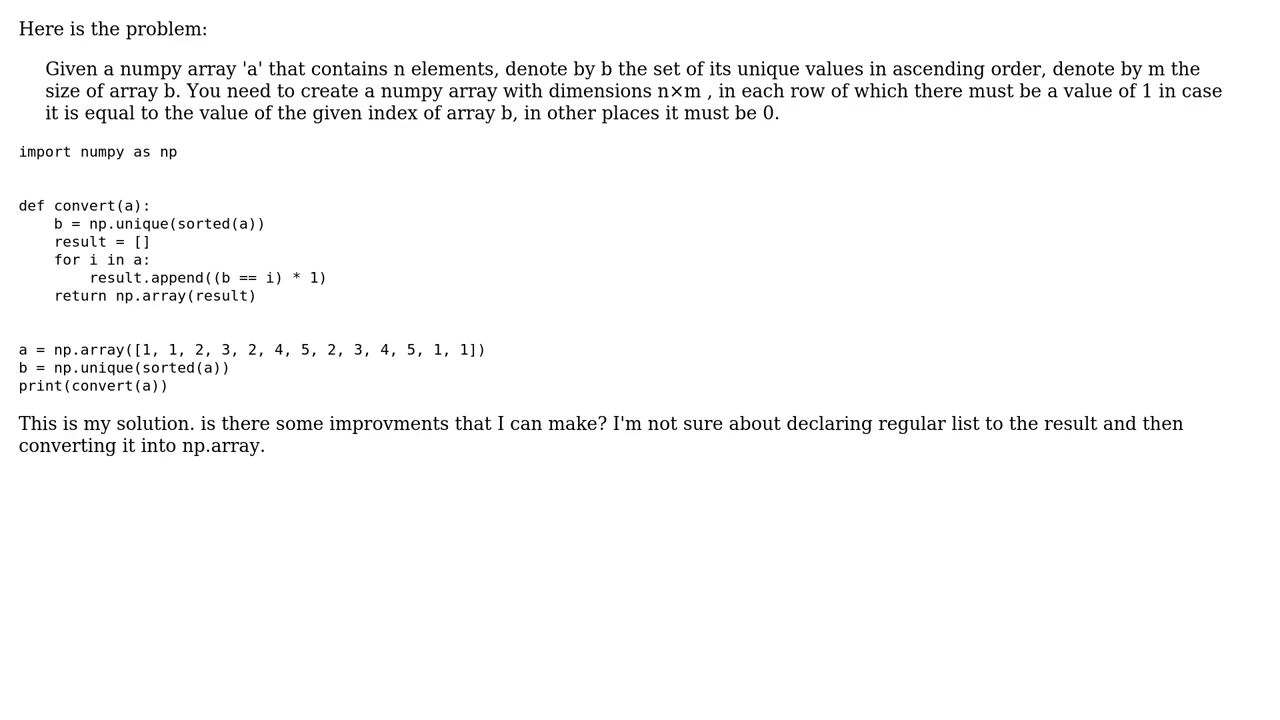 Here is the problem:
Given a numpy array 'a' that contains n elements, denote by b the set of its unique values in ascending order, denote by m the
size of array b. You need to create a numpy array with dimensions n×m , in each row of which there must be a value of 1 in case
it is equal to the value of the given index of array b, in other places it must be 0.
import numpy as np
def convert(a):
    b = np.unique(sorted(a))
    result = []
    for i in a:
        result.append((b == i) * 1)
    return np.array(result)
a = np.array([1, 1, 2, 3, 2, 4, 5, 2, 3, 4, 5, 1, 1])
b = np.unique(sorted(a))
print(convert(a))
This is my solution. is there some improvments that I can make? I'm not sure about declaring regular list to the result and then
converting it into np.array.